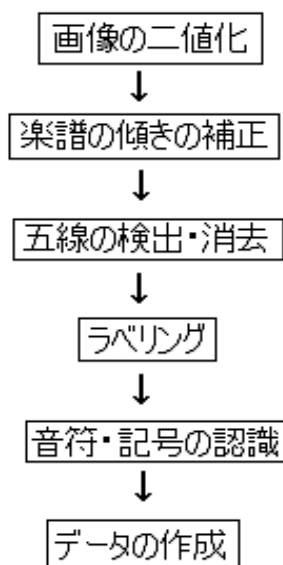 画像の二値化
↓
楽譜の傾きの補正
↓
五線の検出・消去
↓
ラベリング
↓
音符・記号の認識
↓
データの作成